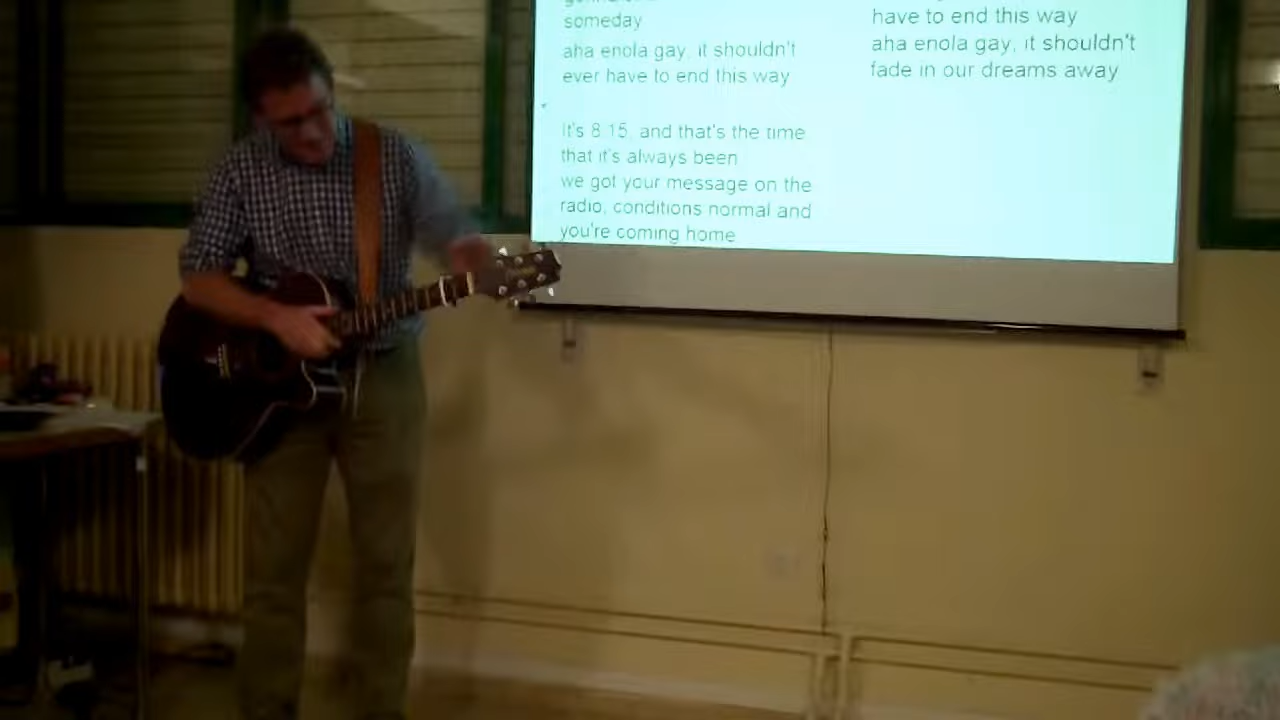 someday
aha enola gay, it shouldn't
ever have to end this way
It's 8:15, and that's the time
that it's always been
we got your message on the
radio, conditions normal and
you're coming home
have to end this way
aha enola gay, it shouldn't
fade in our dreams away